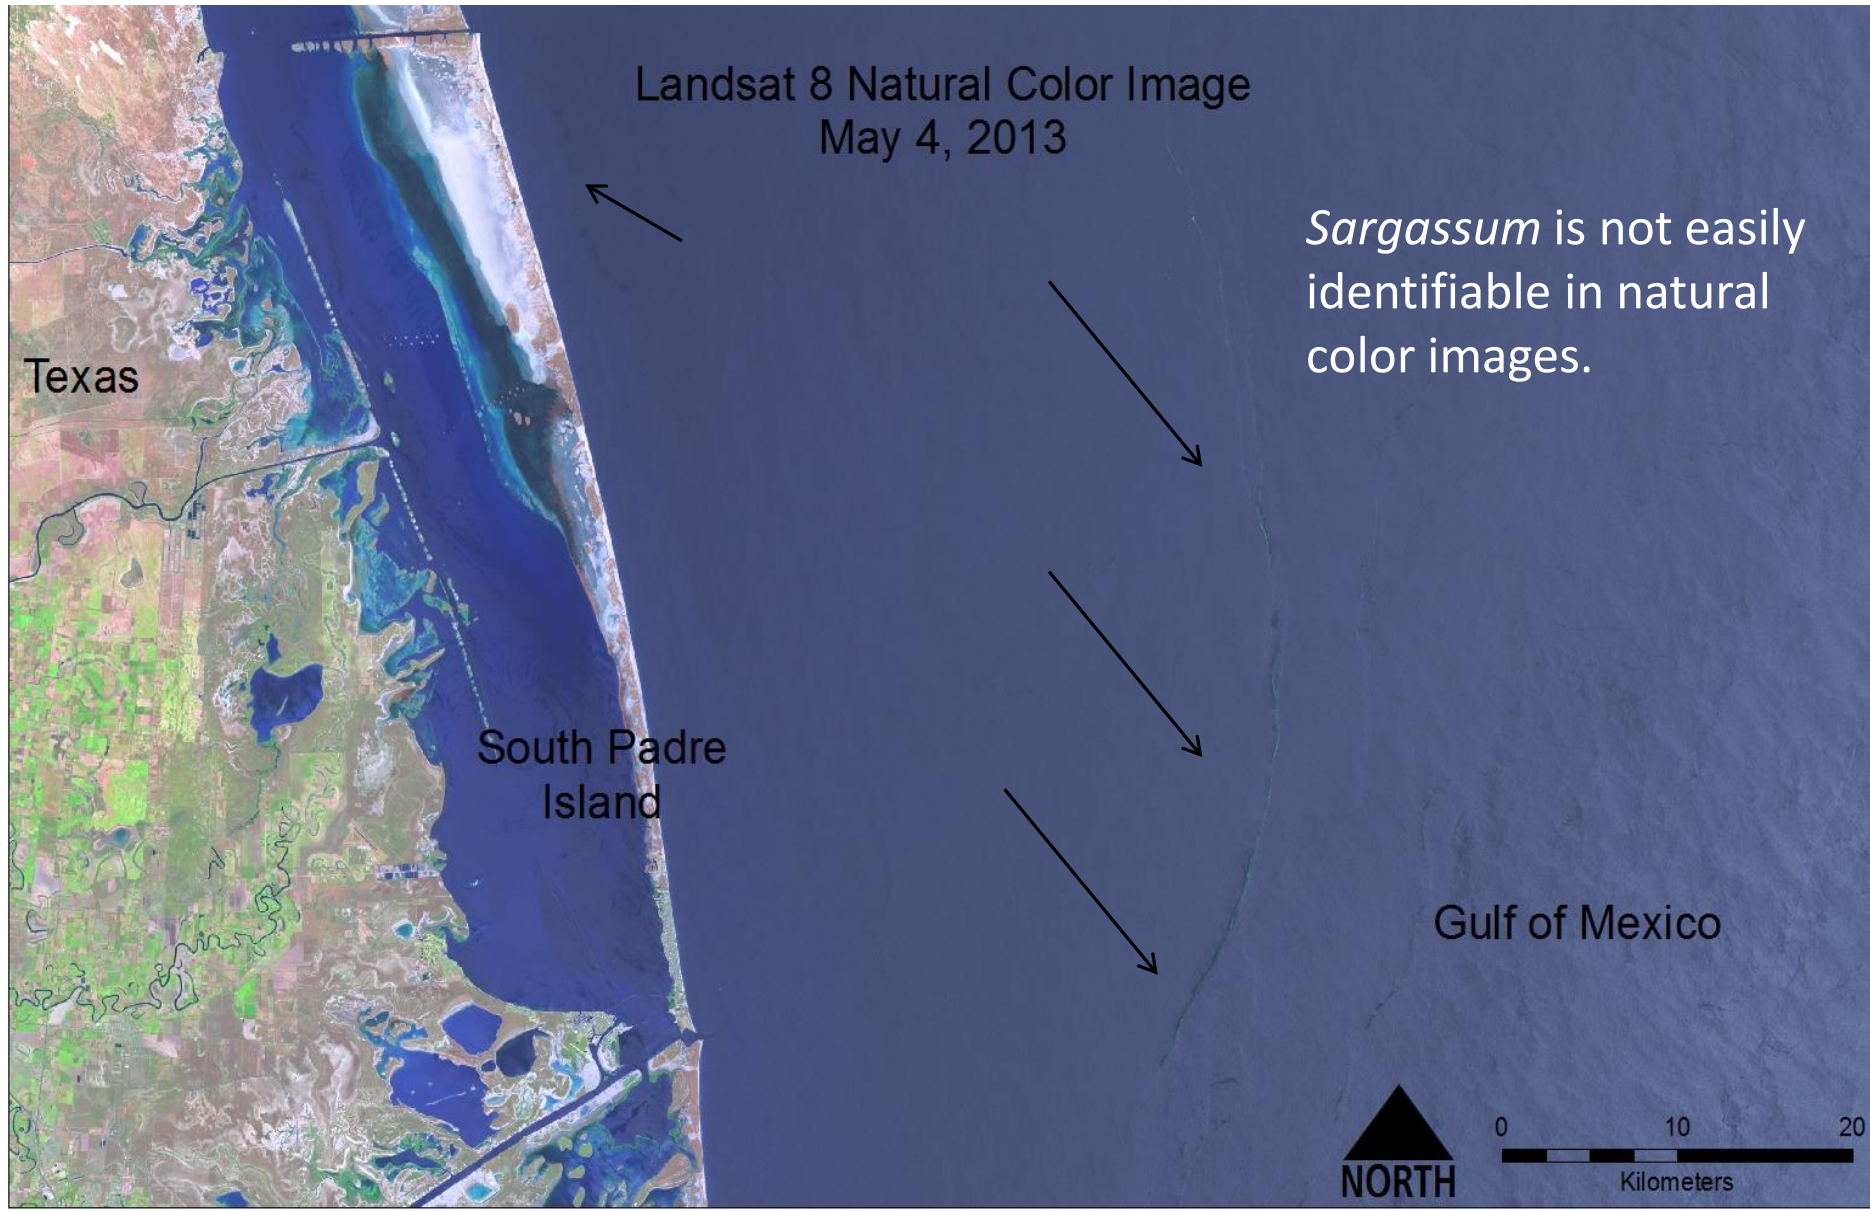 Landsat 8 Natural Color Image
May 4, 2013
Sargassum is not easily
identifiable in natural
color images.
Texas
South Padre
Island
Gulf of Mexico
NORTH
0 10 20
Kilometers